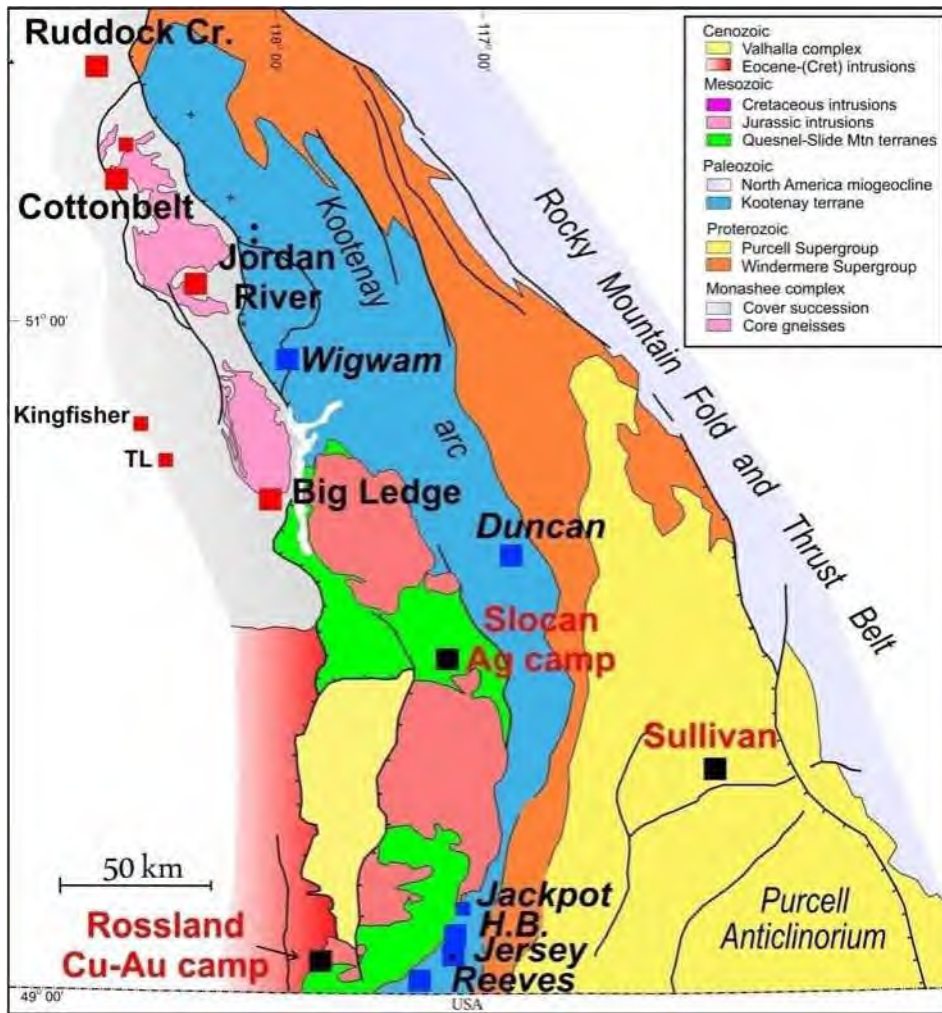 Ruddock Cr.
118° 00'
117° 00'
Cenozoic
Valhalla complex
Eocene-(Cret) intrusions
Mesozoic
Cretaceous intrusions
Jurassic intrusions
Quesnel-Slide Mtn terranes
Paleozoic
North America miogeocline
Kootenay terrane
Proterozoic
Purcell Supergroup
Windermere Supergroup
Monashee complex
Cover succession
Core gneisses
Cottonbelt
Kootenay
arc
Rocky Mountain Fold and Thrust Belt
Jordan
River
51° 00'
Wigwam
Kingfisher
TL
Big Ledge
Duncan
Slocan
Ag camp
Sullivan
50 km
Jackpot
H.B.
Jersey
Reeves
Rossland
Cu-Au camp
Purcell
Anticlinorium
49° 00'
USA